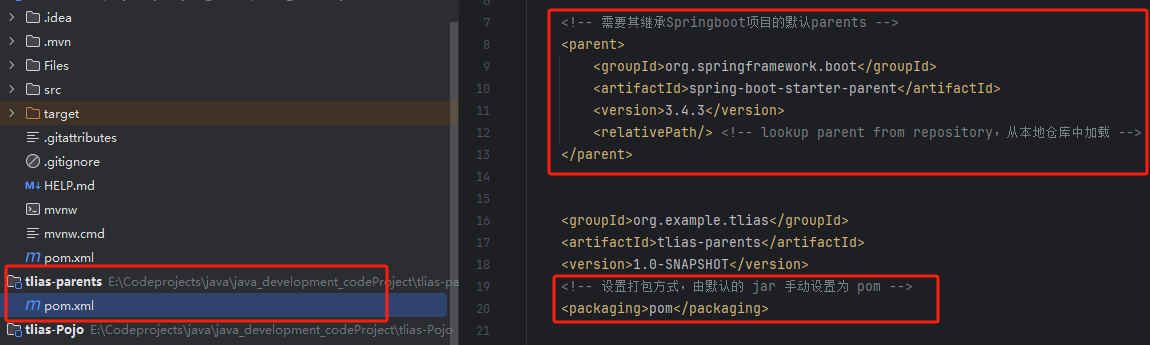 .idea
.mvn
Files
src
target
.gitattributes
.gitignore
M↓ HELP.md
mvnw
mvnw.cmd
m pom.xml
tlias-parents E:\Codeprojects\java\java_development_codeProject\tlias-pa
m pom.xml
tlias-Pojo E:\Codeprojects\java\java_development_codeProject\tlias-Pojo
7 <!-- 需要其继承Springboot项目的默认parents -->
8 <parent>
9 <groupId>org.springframework.boot</groupId>
10 <artifactId>spring-boot-starter-parent</artifactId>
11 <version>3.4.3</version>
12 <relativePath/> <!-- lookup parent from repository，从本地仓库中加载 -->
13 </parent>
14
15
16 <groupId>org.example.tlias</groupId>
17 <artifactId>tlias-parents</artifactId>
18 <version>1.0-SNAPSHOT</version>
19 <!-- 设置打包方式，由默认的 jar 手动设置为 pom -->
20 <packaging>pom</packaging>
21